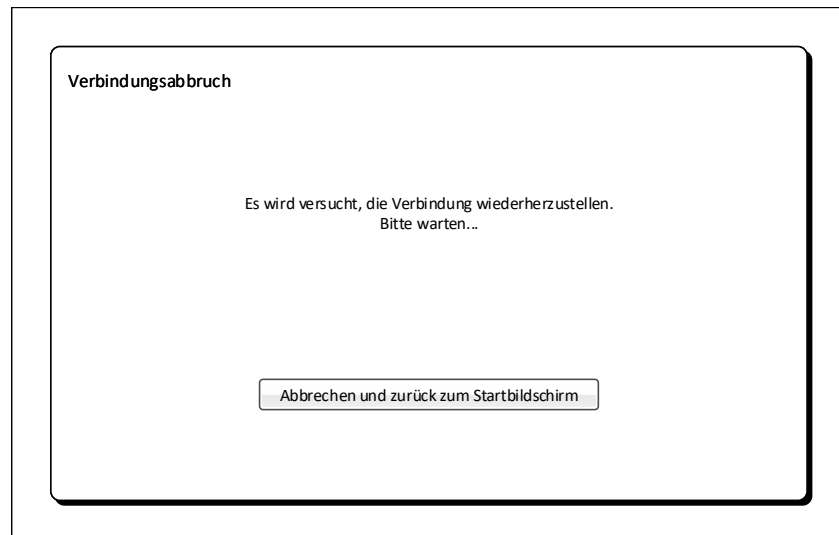 Verbindungsabbruch
Es wird versucht, die Verbindung wiederherzustellen.
Bitte warten...
Abbrechen und zurück zum Startbildschirm